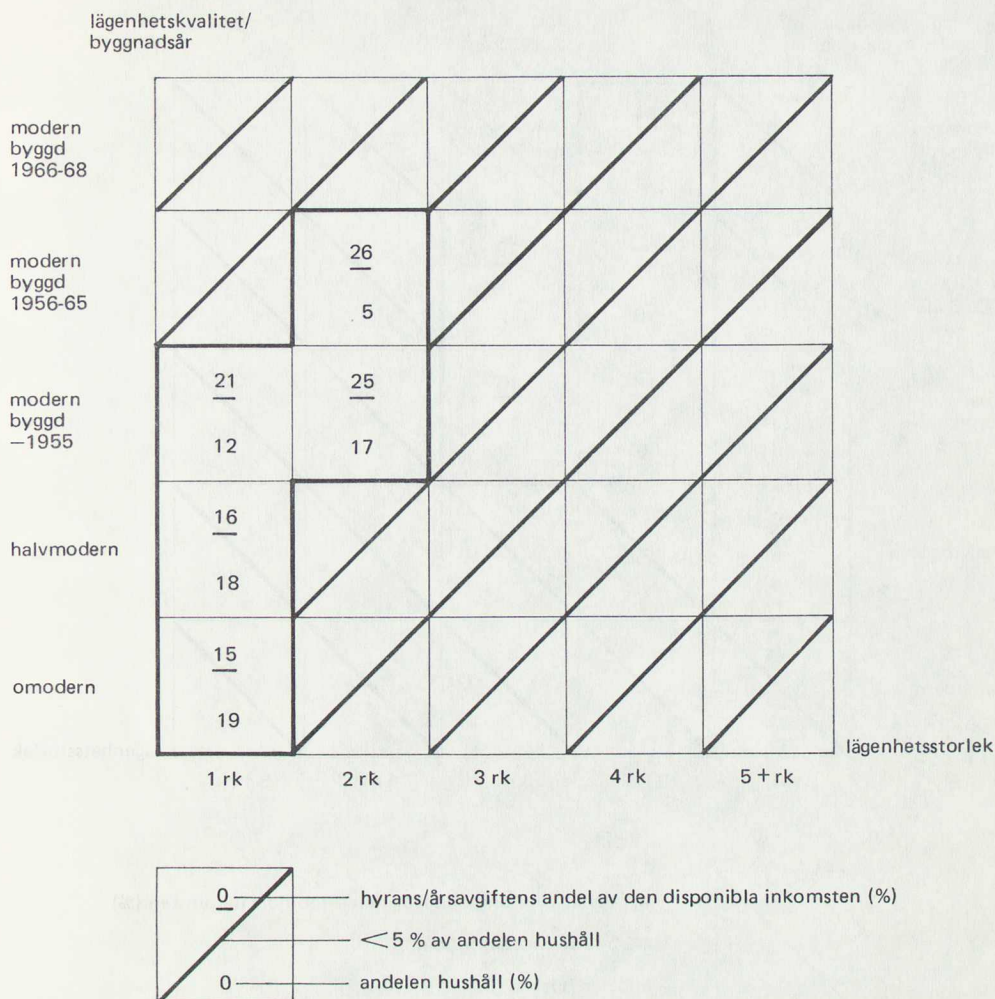 lägenhetskvalitet/
byggnadsår
modern
byggd
1966-68
modern
byggd
1956-65
26
5
modern
byggd
—1955
21
25
12
17
halvmodern
16
18
omodern
15
19
lägenhetsstorlek
1 rk
2 rk
3 rk
4 rk
5 + rk
0
hyrans/årsavgiftens andel av den disponibla inkomsten (%)
<5 % av andelen hushåll
0
andelen hushåll (%)